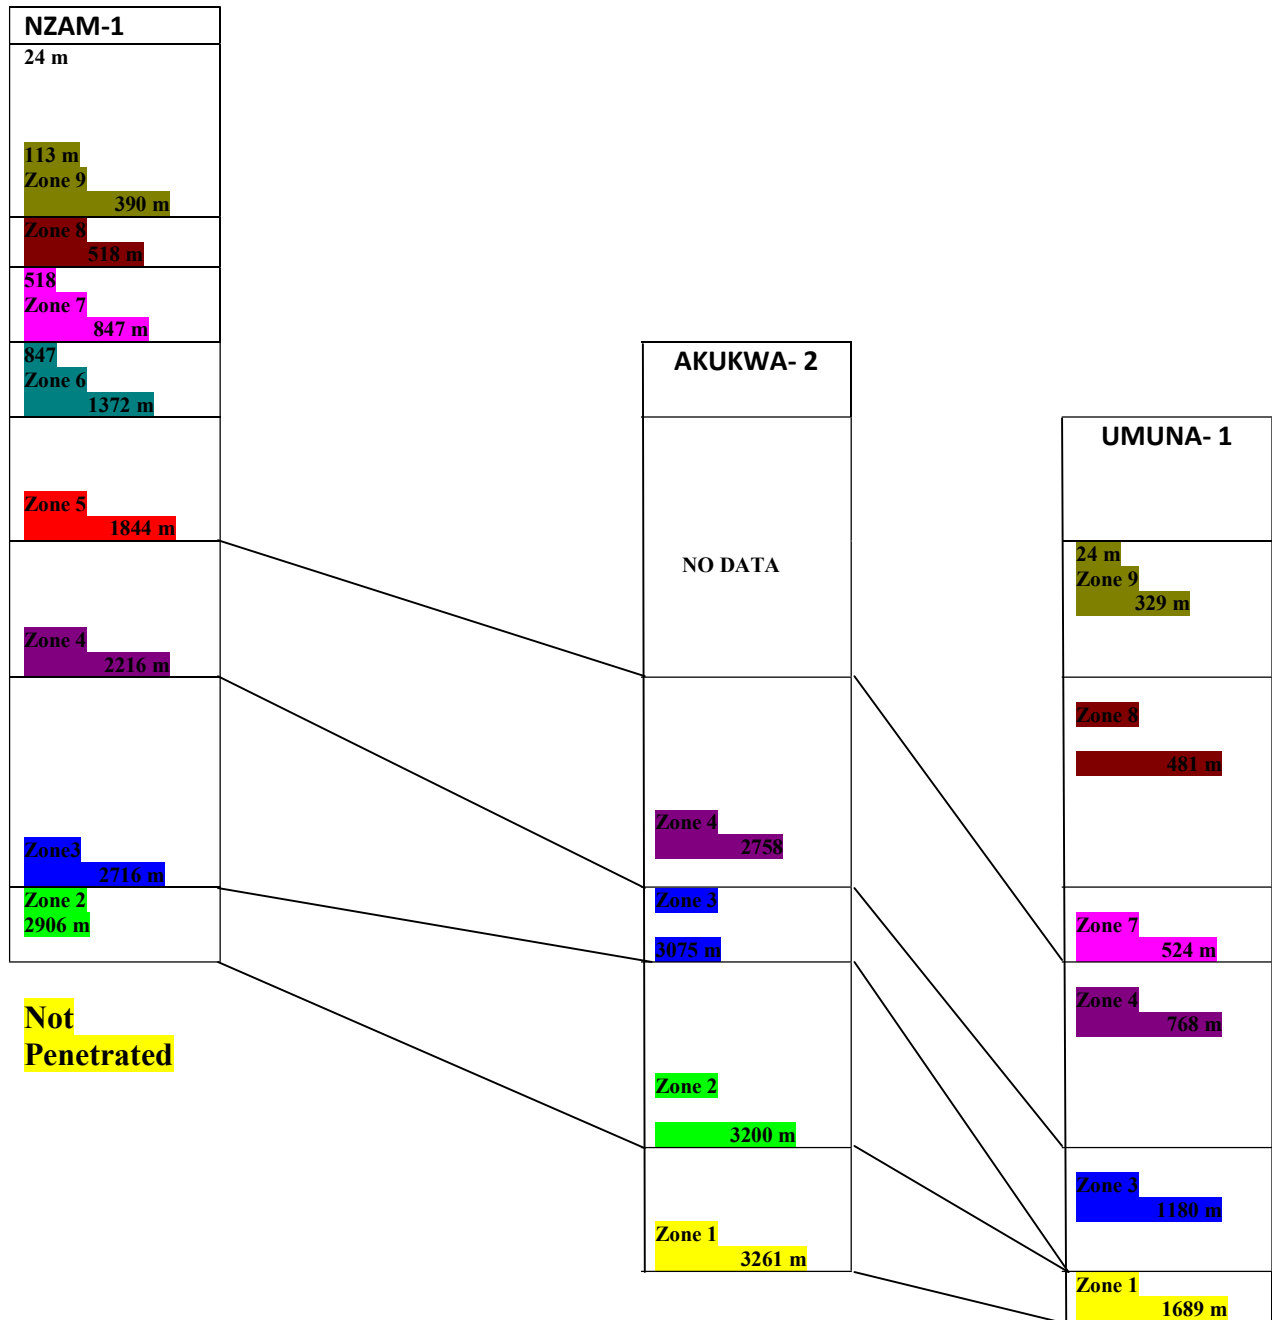 NZAM-1
24 m
113 m
Zone 9
390 m
Zone 8
518 m
518
Zone 7
847 m
847
Zone 6
1372 m
Zone 5
1844 m
Zone 4
2216 m
Zone3
2716 m
Zone 2
2906 m
Not
Penetrated
AKUKWA- 2
NO DATA
Zone 4
2758
Zone 3
3075 m
Zone 2
3200 m
Zone 1
3261 m
UMUNA- 1
24 m
Zone 9
329 m
Zone 8
481 m
Zone 7
524 m
Zone 4
768 m
Zone 3
1180 m
Zone 1
1689 m